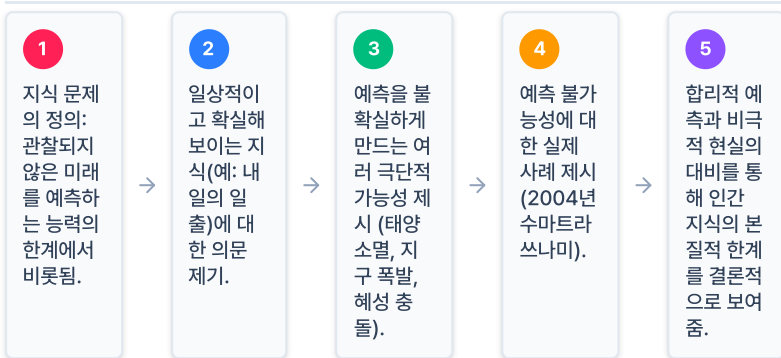 1
지식 문제
의 정의:
관찰되지
않은 미래
를 예측하
는 능력의
한계에서
비롯됨.
→
2
일상적이
고 확실해
보이는 지
식(예: 내
일의 일
출)에 대
한 의문
제기.
→
3
예측을 불
확실하게
만드는 여
러 극단적
가능성 제
시 (태양
소멸, 지
구 폭발,
혜성 충
돌).
→
4
예측 불가
능성에 대
한 실제
사례 제시
(2004년
수마트라
쓰나미).
→
5
합리적 예
측과 비극
적 현실의
대비를 통
해 인간
지식의 본
질적 한계
를 결론적
으로 보여
줌.